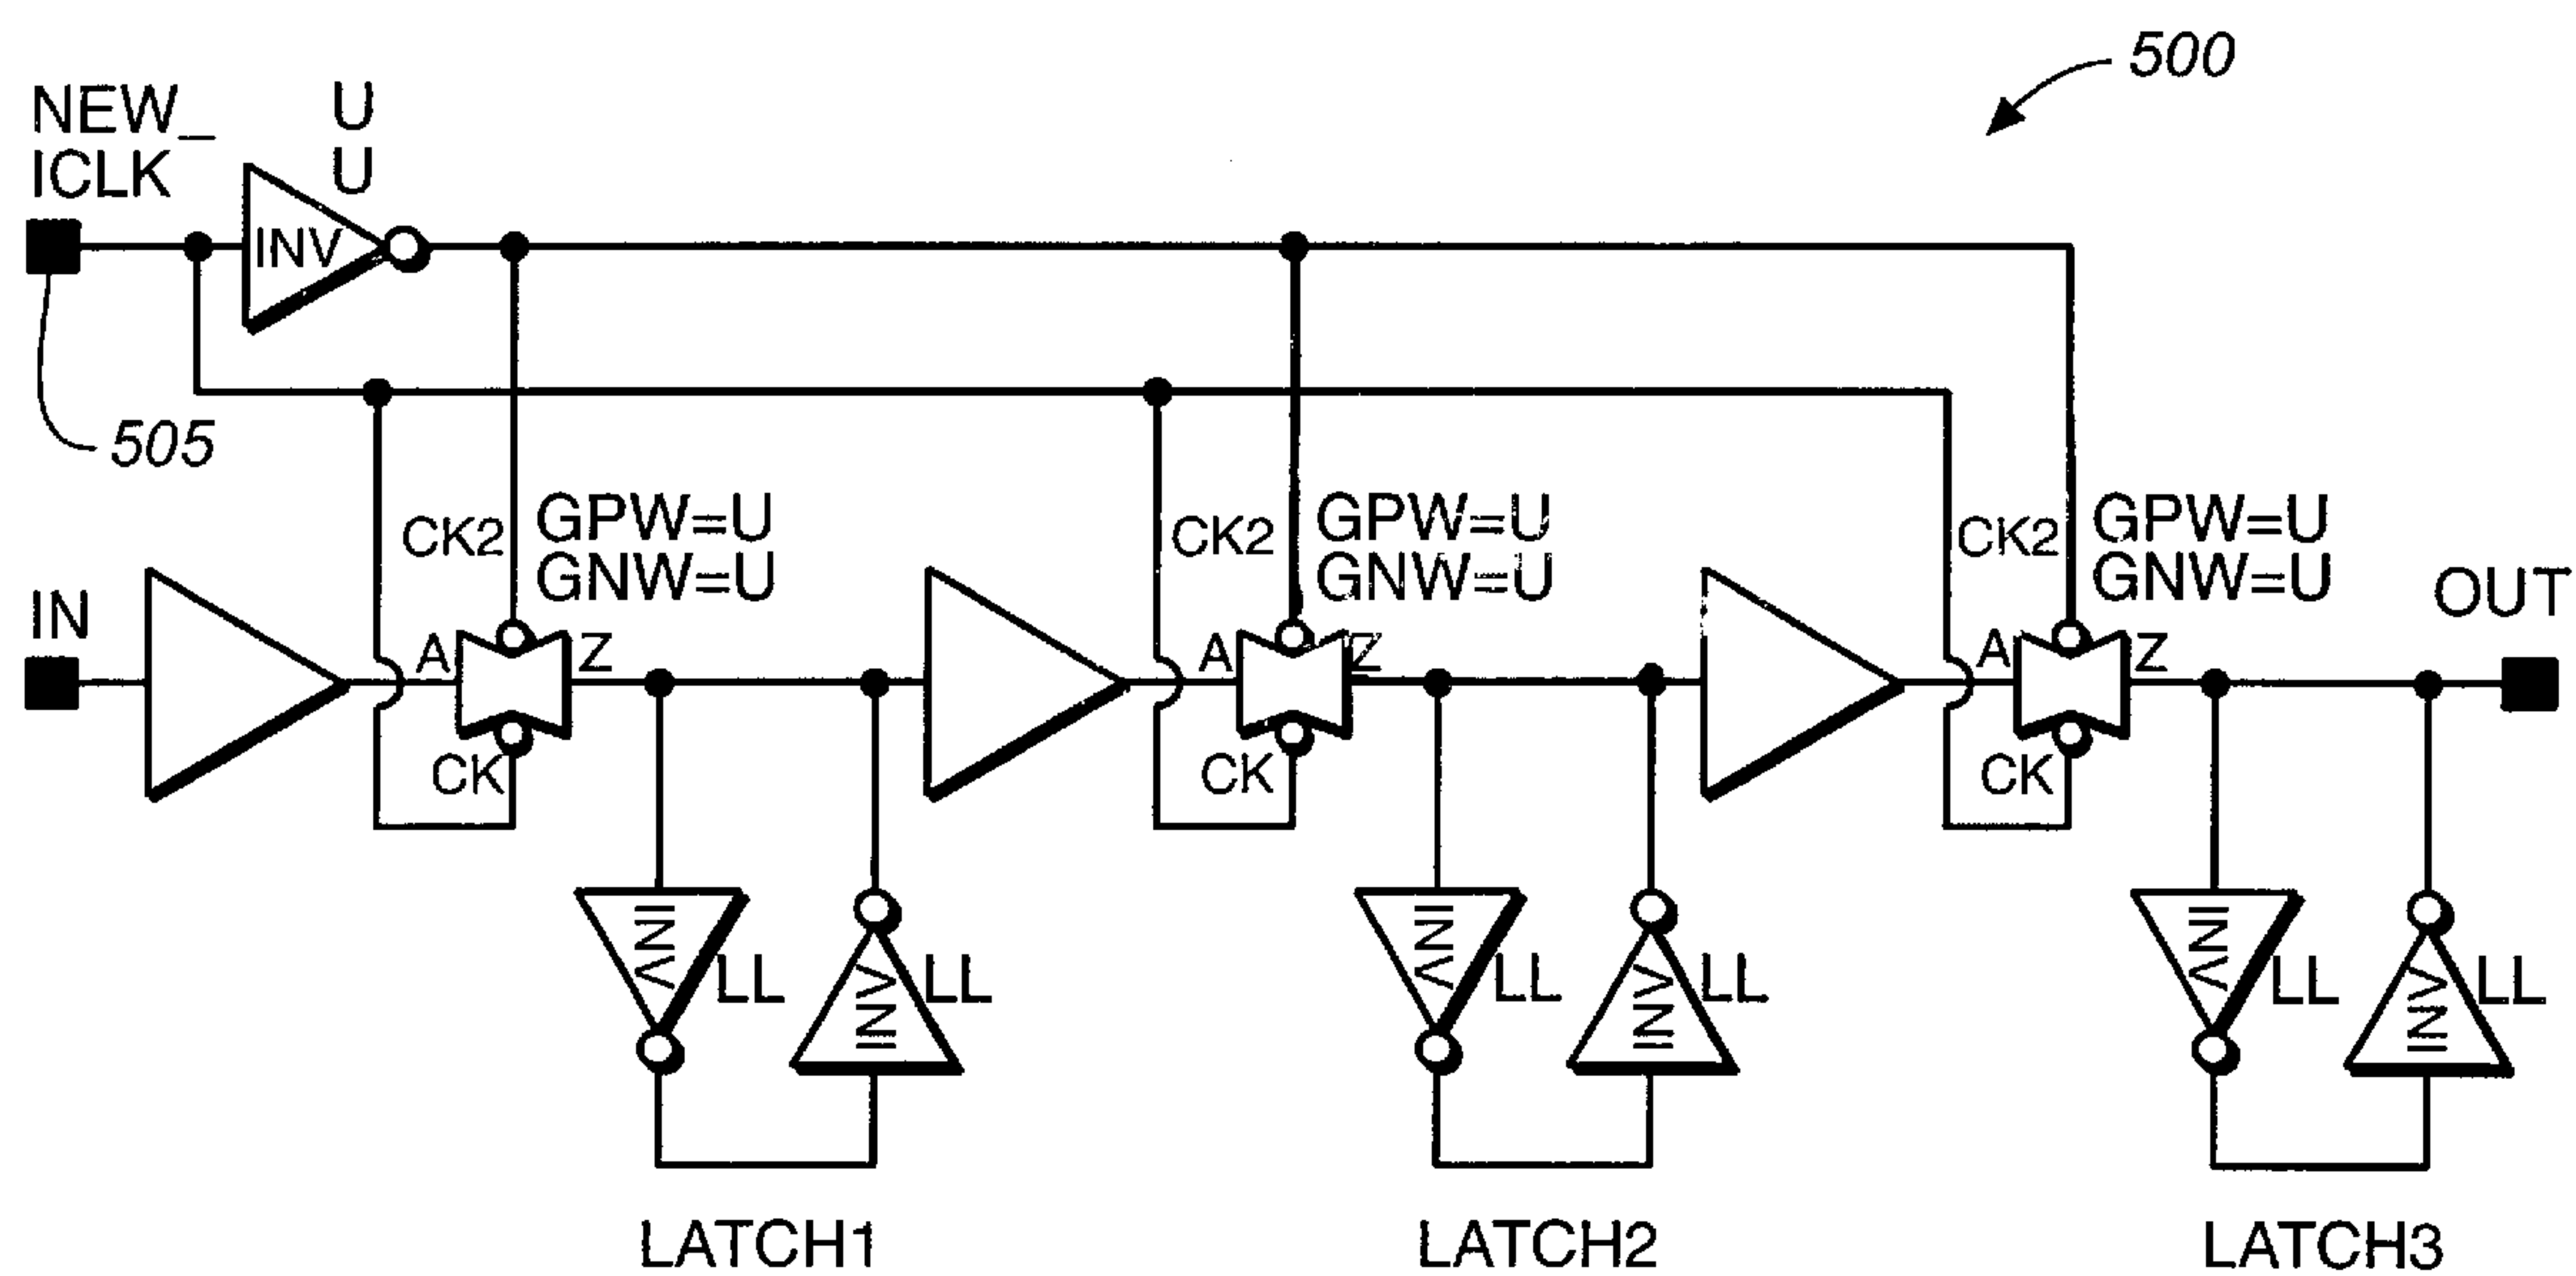 500
NEW_
ICLK
U
U
INV
505
CK2
GPW=U
GNW=U
CK2
GPW=U
GNW=U
CK2
GPW=U
GNW=U
IN
A
Z
A
Z
A
Z
OUT
CK
CK
CK
INV
LL
INV
LL
INV
LL
INV
LL
INV
LL
INV
LL
LATCH1
LATCH2
LATCH3